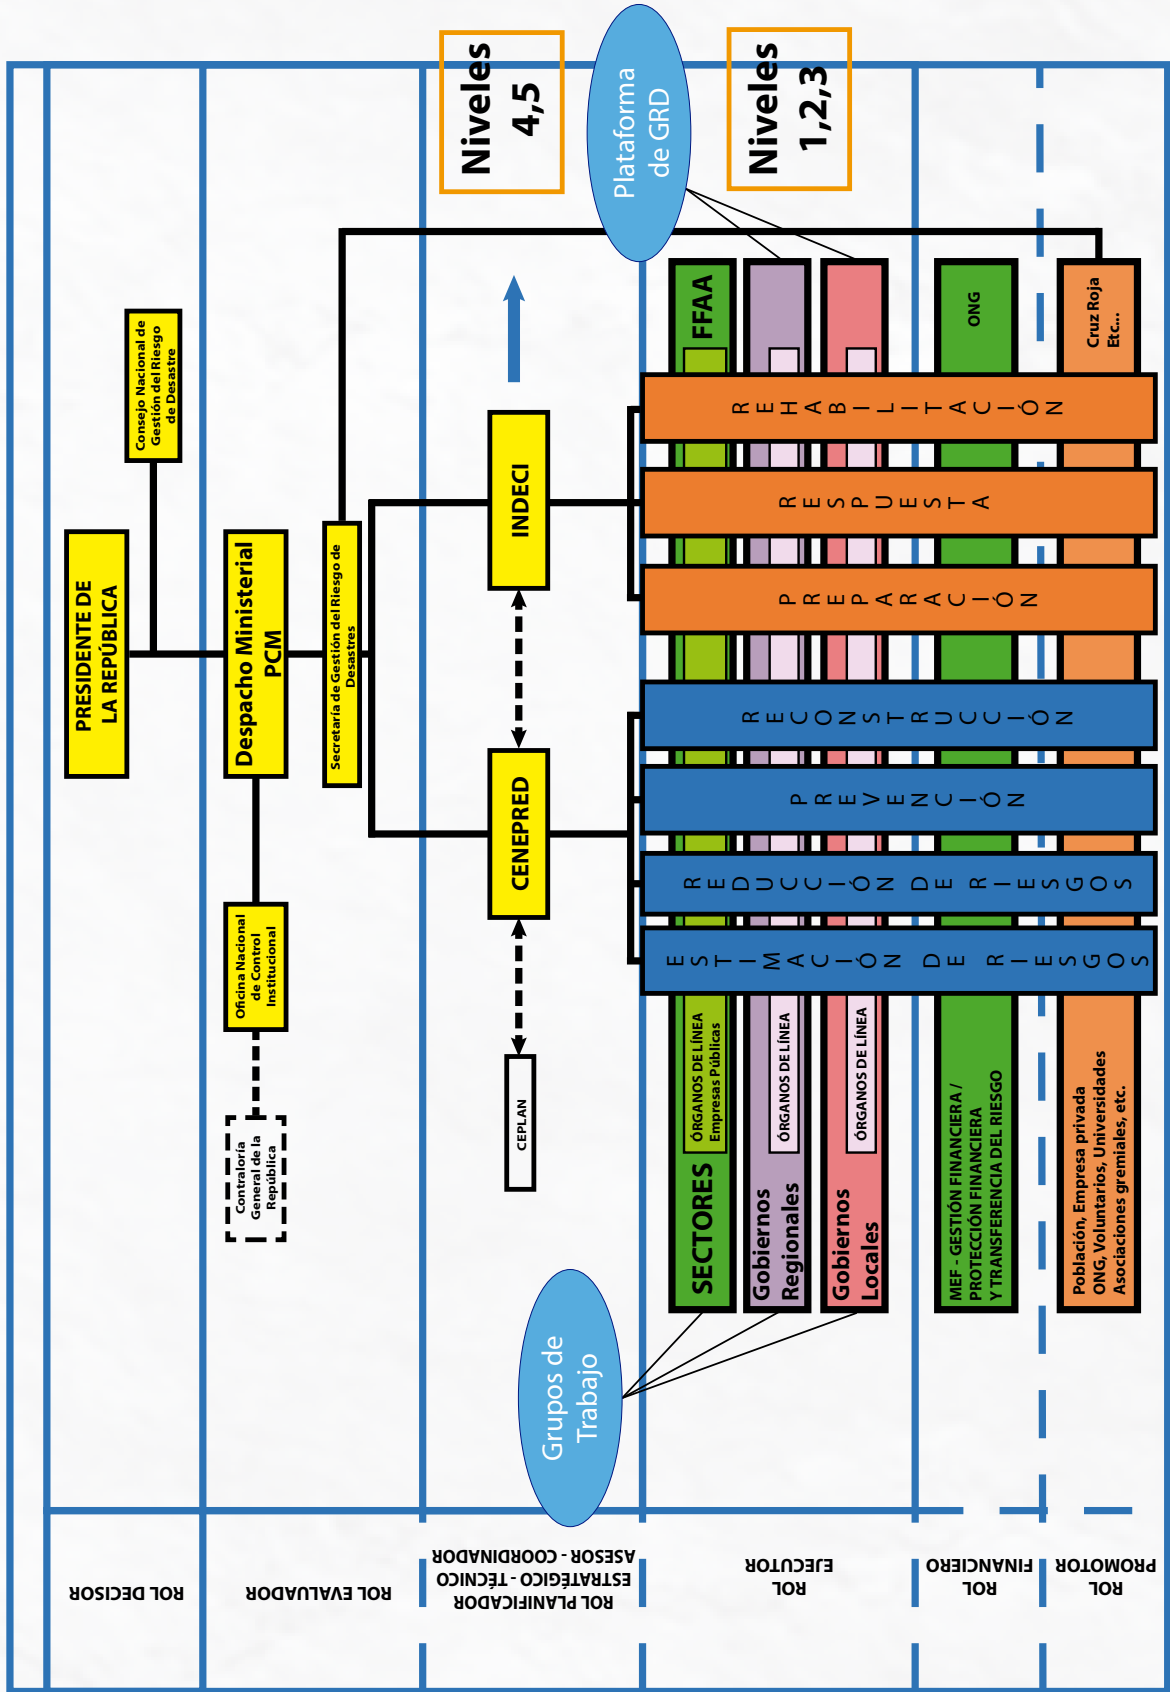 PRESIDENTE DE
LA REPÚBLICA
Consejo Nacional de
Gestión del Riesgo
de Desastre
ROL DECISOR
Contraloría
General de la
República
Oficina Nacional
de Control
Institucional
Despacho Ministerial
PCM
Secretaría de Gestión del Riesgo de
Desastres
ROL EVALUADOR
CEPLAN
CENEPRED
INDECI
Niveles
4,5
ROL PLANIFICADOR
ESTRATÉGICO - TÉCNICO
ASESOR - COORDINADOR
Grupos de
Trabajo
Plataforma
de GRD
Niveles
1,2,3
ROL
EJECUTOR
SECTORES
ÓRGANOS DE LÍNEA
Empresas Públicas
FFAA
Gobiernos
Regionales
ÓRGANOS DE LÍNEA
Gobiernos
Locales
ÓRGANOS DE LÍNEA
ESTIMACIÓN DE RIESGOS
REDUCCIÓN DE RIESGOS
PREVENCIÓN
RECONSTRUCCIÓN
PREPARACIÓN
RESPUESTA
REHABILITACIÓN
ROL
FINANCIERO
MEF - GESTIÓN FINANCIERA /
PROTECCIÓN FINANCIERA
Y TRANSFERENCIA DEL RIESGO
ONG
ROL
PROMOTOR
Población, Empresa privada
ONG, Voluntarios, Universidades
Asociaciones gremiales, etc.
Cruz Roja
Etc...